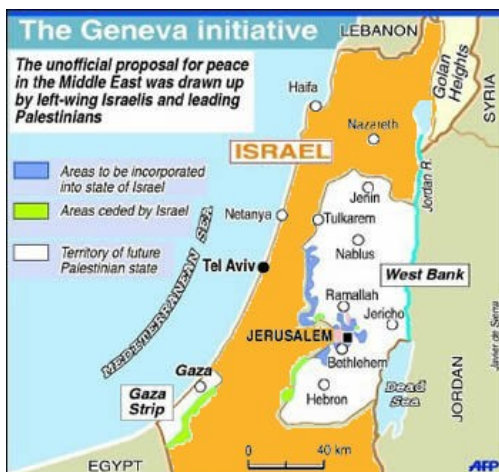 The Geneva initiative
The unofficial proposal for peace
in the Middle East was drawn up
by left-wing Israelis and leading
Palestinians
Areas to be incorporated
into state of Israel
Areas ceded by Israel
Territory of future
Palestinian state
LEBANON
Golan
Heights
SYRIA
Haifa
Nazareth
ISRAEL
Jordan R.
Jenin
Netanya
Tulkarem
Nablus
MEDITERRANEAN SEA
Tel Aviv
West Bank
Ramallah
Jericho
JERUSALEM
Bethlehem
Gaza
Gaza
Strip
Hebron
Dead
Sea
JORDAN
Javier de Serra
EGYPT
0
40 km
AFP